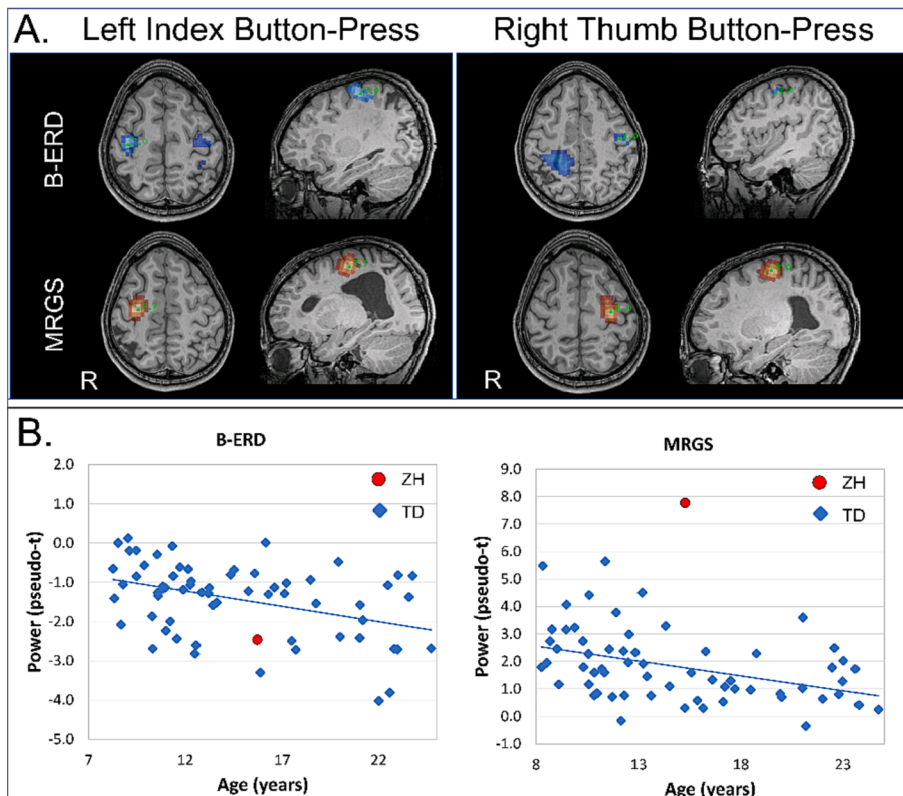 A. Left Index Button-Press Right Thumb Button-Press
B-ERD
MRGS
R R
B.
B-ERD
2.0
1.0
0.0
-1.0
-2.0
-3.0
-4.0
-5.0
Power (pseudo-t)
ZH
TD
7 12 17 22
Age (years)
MRGS
9.0
8.0
7.0
6.0
5.0
4.0
3.0
2.0
1.0
0.0
-1.0
Power (pseudo-t)
ZH
TD
8 13 18 23
Age (years)